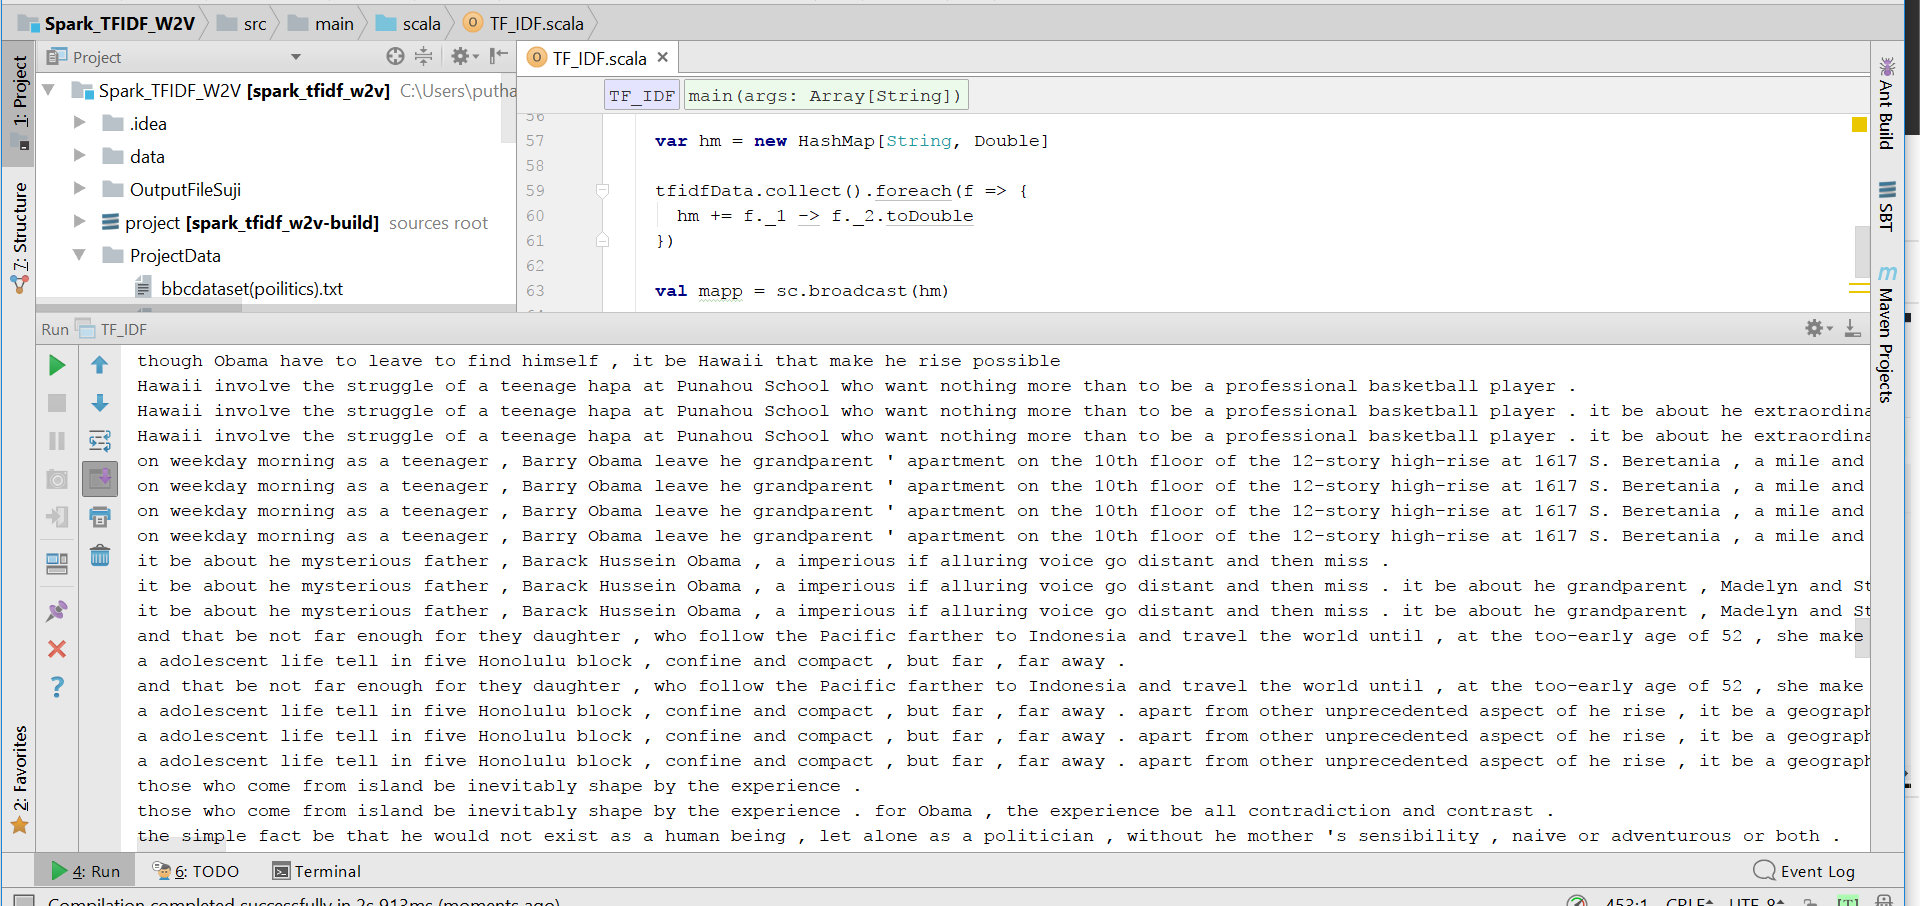 Spark_TFIDF_W2V src main scala TF_IDF.scala
Project
TF_IDF.scala
Spark_TFIDF_W2V [spark_tfidf_w2v] C:\Users\putha
.idea
data
OutputFileSuji
project [spark_tfidf_w2v-build] sources root
ProjectData
bbcdataset(poilitics).txt
TF_IDF main(args: Array[String])
56
57 var hm = new HashMap[String, Double]
58
59 tfidfData.collect().foreach(f => {
60 hm += f._1 -> f._2.toDouble
61 })
62
63 val mapp = sc.broadcast(hm)
1: Project
7: Structure
2: Favorites
Ant Build
SBT
Maven Projects
Run TF_IDF
though Obama have to leave to find himself , it be Hawaii that make he rise possible
Hawaii involve the struggle of a teenage hapa at Punahou School who want nothing more than to be a professional basketball player .
Hawaii involve the struggle of a teenage hapa at Punahou School who want nothing more than to be a professional basketball player . it be about he extraordina
Hawaii involve the struggle of a teenage hapa at Punahou School who want nothing more than to be a professional basketball player . it be about he extraordina
on weekday morning as a teenager , Barry Obama leave he grandparent ' apartment on the 10th floor of the 12-story high-rise at 1617 S. Beretania , a mile and
on weekday morning as a teenager , Barry Obama leave he grandparent ' apartment on the 10th floor of the 12-story high-rise at 1617 S. Beretania , a mile and
on weekday morning as a teenager , Barry Obama leave he grandparent ' apartment on the 10th floor of the 12-story high-rise at 1617 S. Beretania , a mile and
on weekday morning as a teenager , Barry Obama leave he grandparent ' apartment on the 10th floor of the 12-story high-rise at 1617 S. Beretania , a mile and
it be about he mysterious father , Barack Hussein Obama , a imperious if alluring voice go distant and then miss .
it be about he mysterious father , Barack Hussein Obama , a imperious if alluring voice go distant and then miss . it be about he grandparent , Madelyn and St
it be about he mysterious father , Barack Hussein Obama , a imperious if alluring voice go distant and then miss . it be about he grandparent , Madelyn and St
and that be not far enough for they daughter , who follow the Pacific farther to Indonesia and travel the world until , at the too-early age of 52 , she make
a adolescent life tell in five Honolulu block , confine and compact , but far , far away .
and that be not far enough for they daughter , who follow the Pacific farther to Indonesia and travel the world until , at the too-early age of 52 , she make
a adolescent life tell in five Honolulu block , confine and compact , but far , far away . apart from other unprecedented aspect of he rise , it be a geograph
a adolescent life tell in five Honolulu block , confine and compact , but far , far away . apart from other unprecedented aspect of he rise , it be a geograph
a adolescent life tell in five Honolulu block , confine and compact , but far , far away . apart from other unprecedented aspect of he rise , it be a geograph
those who come from island be inevitably shape by the experience .
those who come from island be inevitably shape by the experience . for Obama , the experience be all contradiction and contrast .
the simple fact be that he would not exist as a human being , let alone as a politician , without he mother 's sensibility , naive or adventurous or both .
4: Run 6: TODO Terminal Event Log
Compilation completed successfully in 2s 913ms (moments ago) 453:1 CRLF UTF-8 [T]